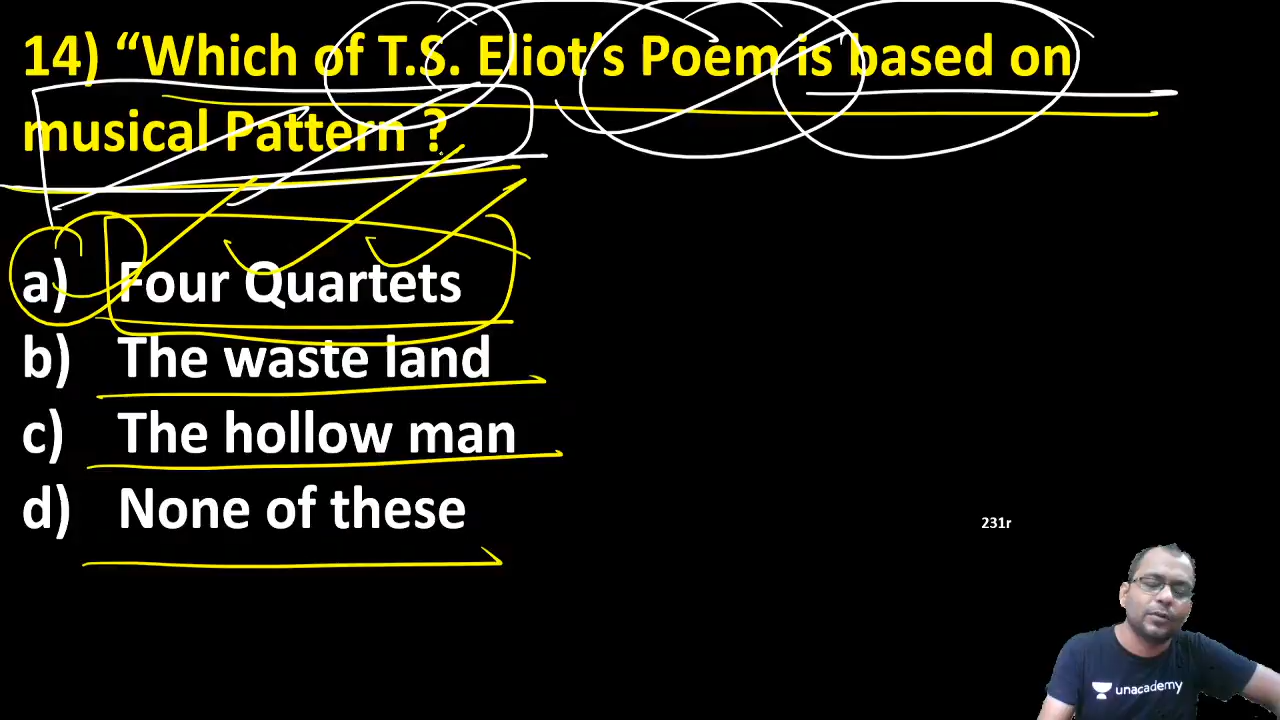 14) “Which of T.S. Eliot’s Poem is based on
musical Pattern ?
a) Four Quartets
b) The waste land
c) The hollow man
d) None of these
231r
unacademy